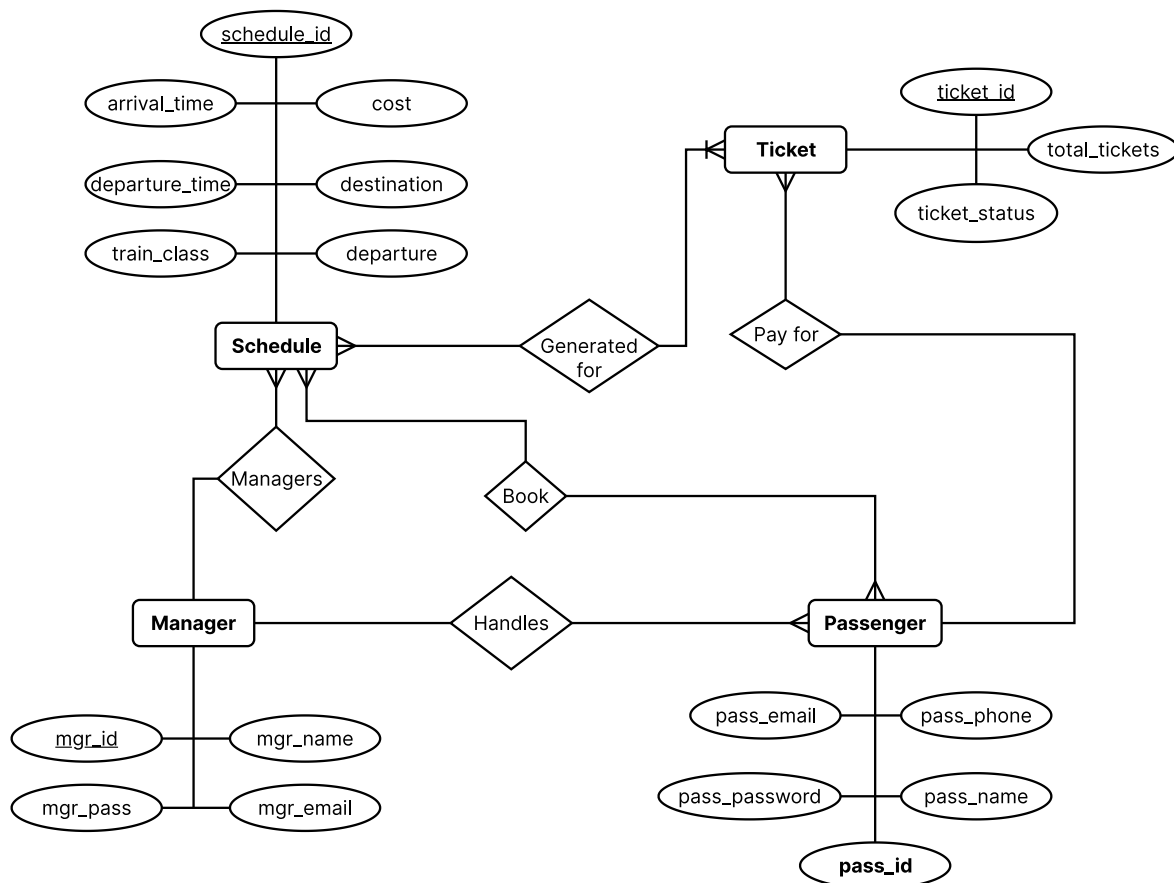 schedule_id
arrival_time
cost
ticket_id
Ticket
total_tickets
departure_time
destination
ticket_status
train_class
departure
Schedule
Generated
for
Pay for
Managers
Book
Manager
Handles
Passenger
pass_email
pass_phone
mgr_id
mgr_name
pass_password
pass_name
mgr_pass
mgr_email
pass_id